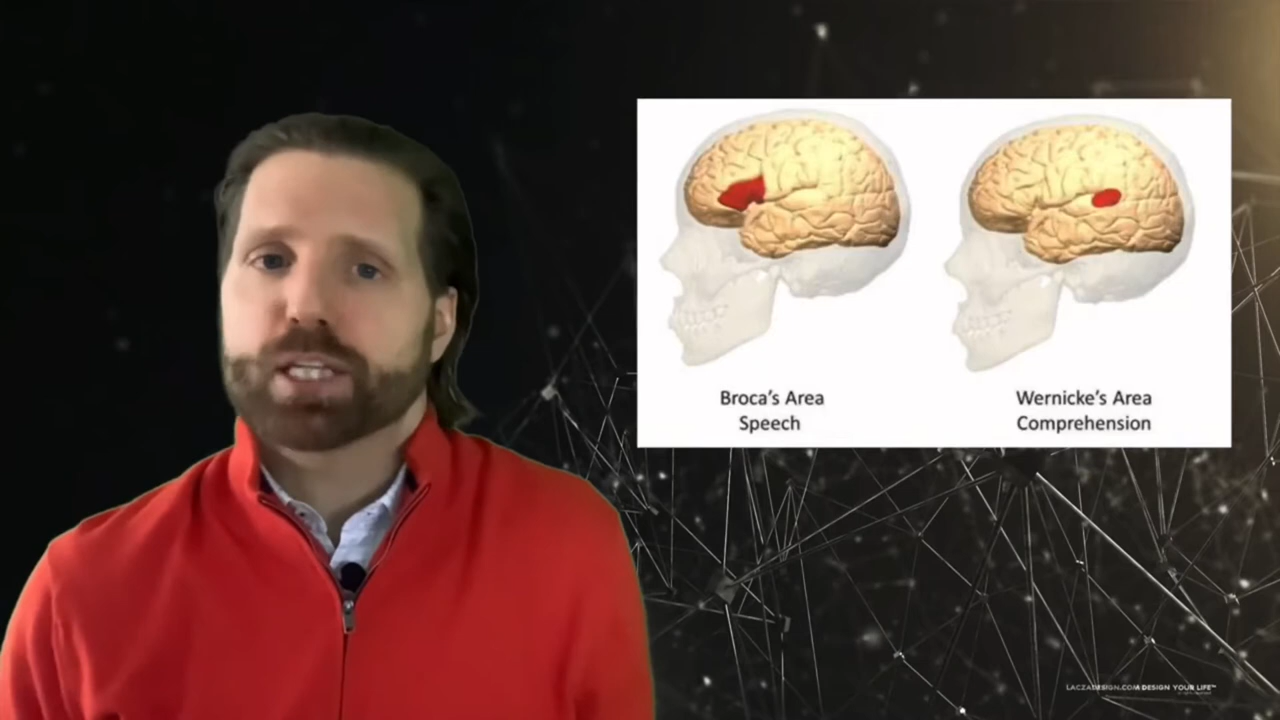 Broca's Area
Speech
Wernicke's Area
Comprehension
LACZADESIGN.COM DESIGN YOUR LIFE™